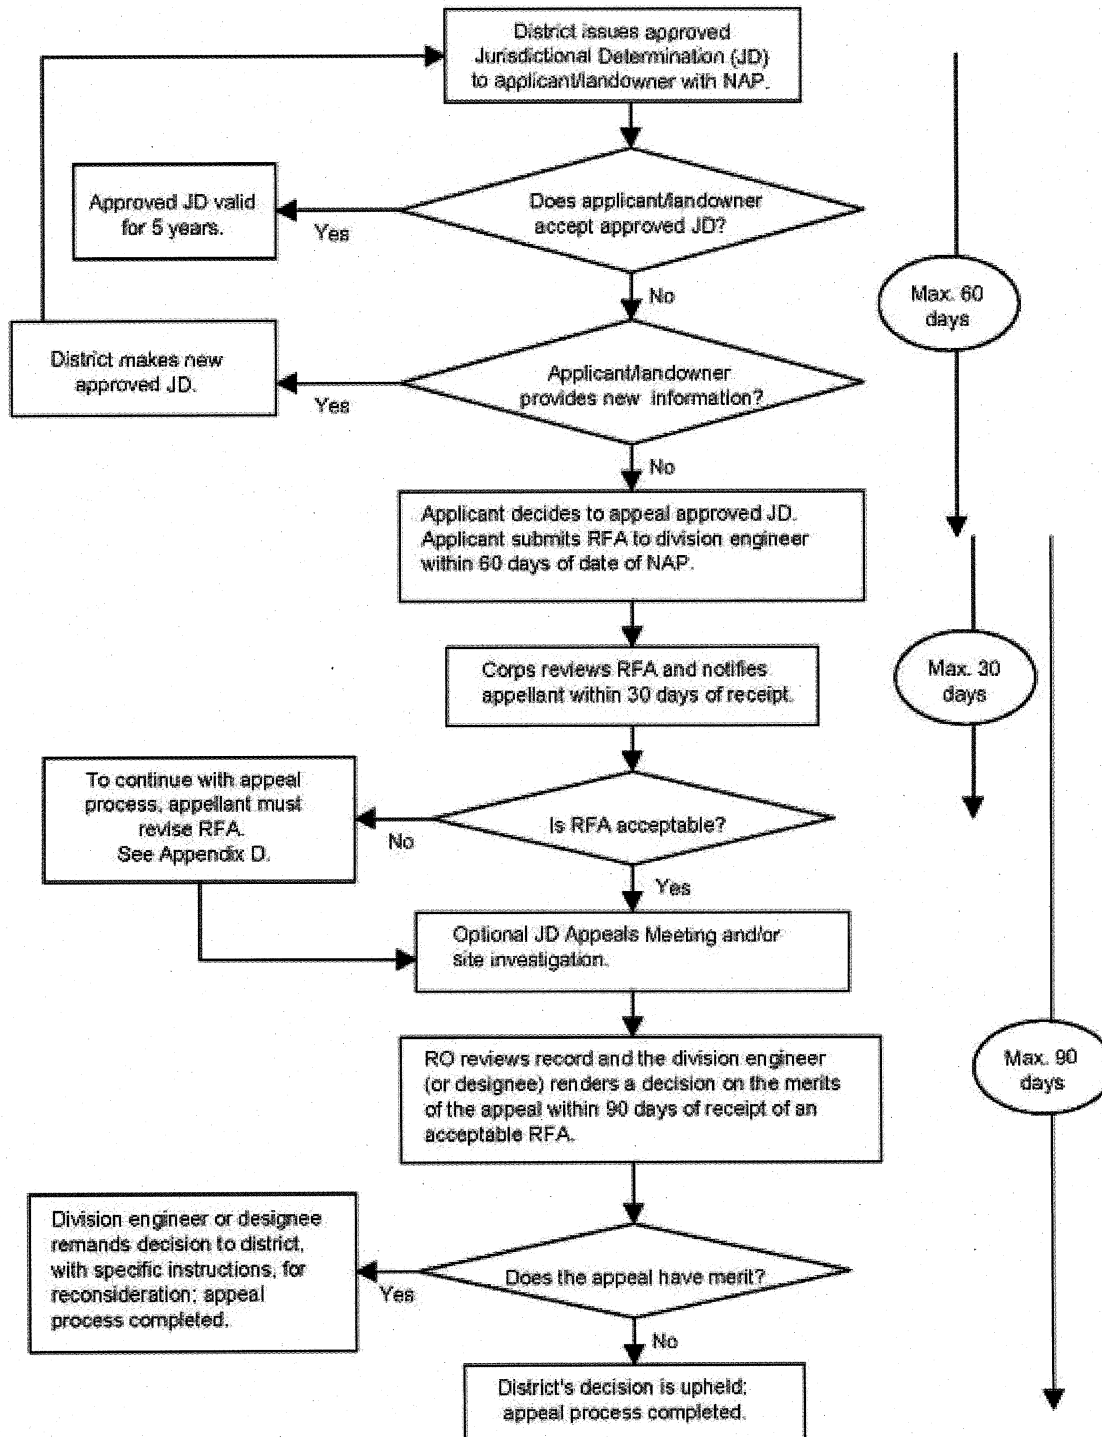 District issues approved
Jurisdictional Determination (JD)
to applicant/landowner with NAP.
Does applicant/landowner
accept approved JD?
Yes
Approved JD valid
for 5 years.
No
Max. 60
days
Applicant/landowner
provides new information?
Yes
District makes new
approved JD.
No
Applicant decides to appeal approved JD.
Applicant submits RFA to division engineer
within 60 days of date of NAP.
Corps reviews RFA and notifies
appellant within 30 days of receipt.
Max. 30
days
Is RFA acceptable?
No
To continue with appeal
process, appellant must
revise RFA.
See Appendix D.
Yes
Optional JD Appeals Meeting and/or
site investigation.
RO reviews record and the division engineer
(or designee) renders a decision on the merits
of the appeal within 90 days of receipt of an
acceptable RFA.
Max. 90
days
Does the appeal have merit?
Yes
Division engineer or designee
remands decision to district,
with specific instructions, for
reconsideration; appeal
process completed.
No
District's decision is upheld;
appeal process completed.